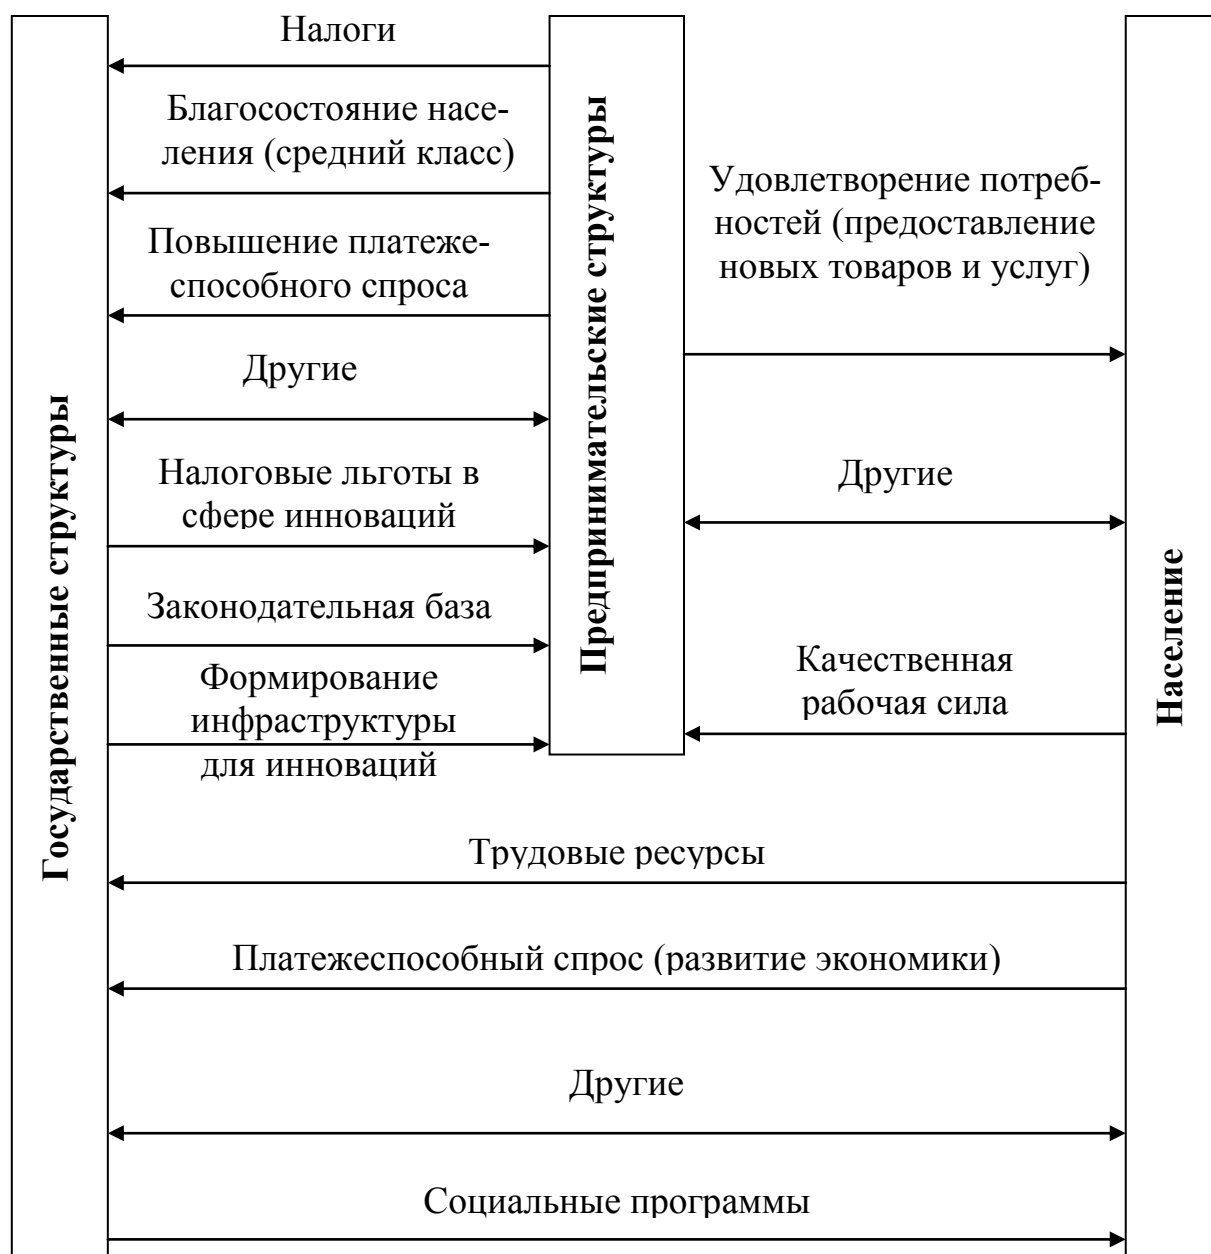 Налоги
Благосостояние насе-
ления (средний класс)
Повышение платеже-
способного спроса
Другие
Налоговые льготы в
сфере инноваций
Законодательная база
Формирование
инфраструктуры
для инноваций
Государственные структуры
Предпринимательские структуры
Удовлетворение потреб-
ностей (предоставление
новых товаров и услуг)
Другие
Качественная
рабочая сила
Население
Трудовые ресурсы
Платежеспособный спрос (развитие экономики)
Другие
Социальные программы